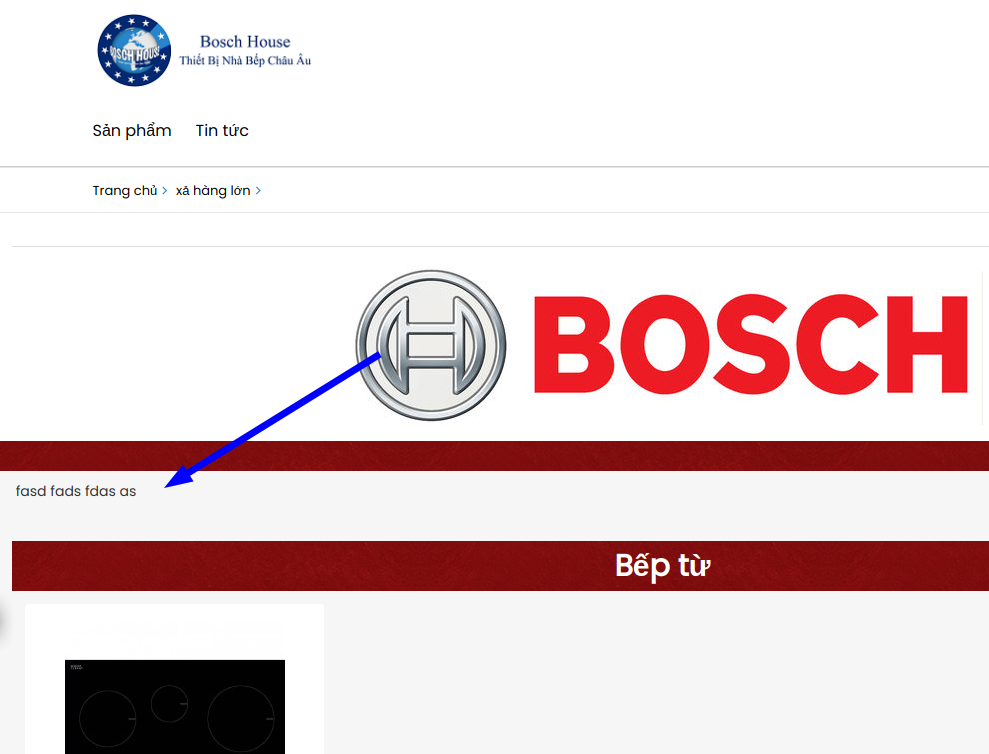 BOSCH HOUSE
Bosch House
Thiết Bị Nhà Bếp Châu Âu
Sản phẩm Tin tức
Trang chủ > xả hàng lớn >
BOSCH
fasd fads fdas as
Bếp từ